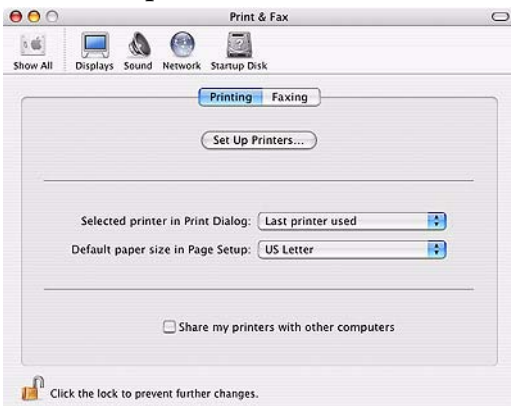 Print & Fax
Show All Displays Sound Network Startup Disk
Printing Faxing
Set Up Printers...
Selected printer in Print Dialog: Last printer used
Default paper size in Page Setup: US Letter
Share my printers with other computers
Click the lock to prevent further changes.